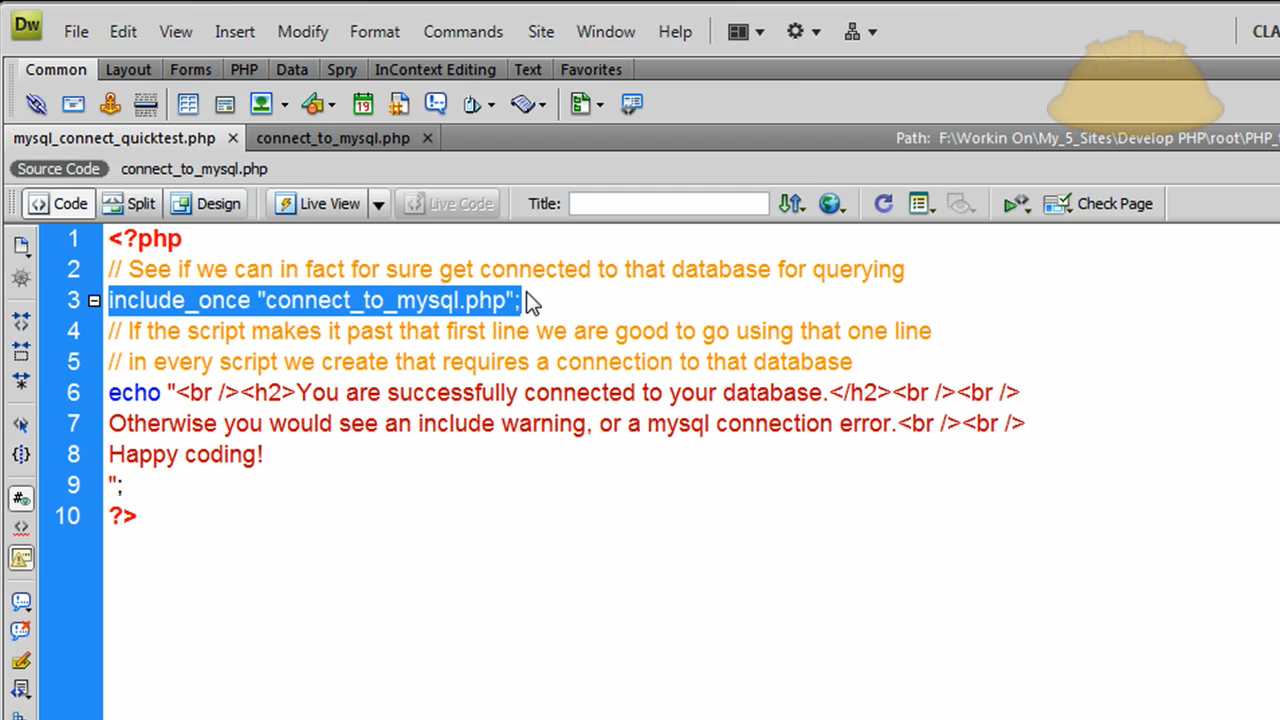 Dw File Edit View Insert Modify Format Commands Site Window Help CLA
Common Layout Forms PHP Data Spry InContext Editing Text Favorites
19
mysql_connect_quicktest.php connect_to_mysql.php Path: F:\Workin On\My_5_Sites\Develop PHP\root\PHP_
Source Code connect_to_mysql.php
Code Split Design Live View Live Code Title: Check Page
1 <?php
2 // See if we can in fact for sure get connected to that database for querying
3 include_once "connect_to_mysql.php";
4 // If the script makes it past that first line we are good to go using that one line
5 // in every script we create that requires a connection to that database
6 echo "<br /><h2>You are successfully connected to your database.</h2><br /><br />
7 Otherwise you would see an include warning, or a mysql connection error.<br /><br />
8 Happy coding!
9 ";
10 ?>